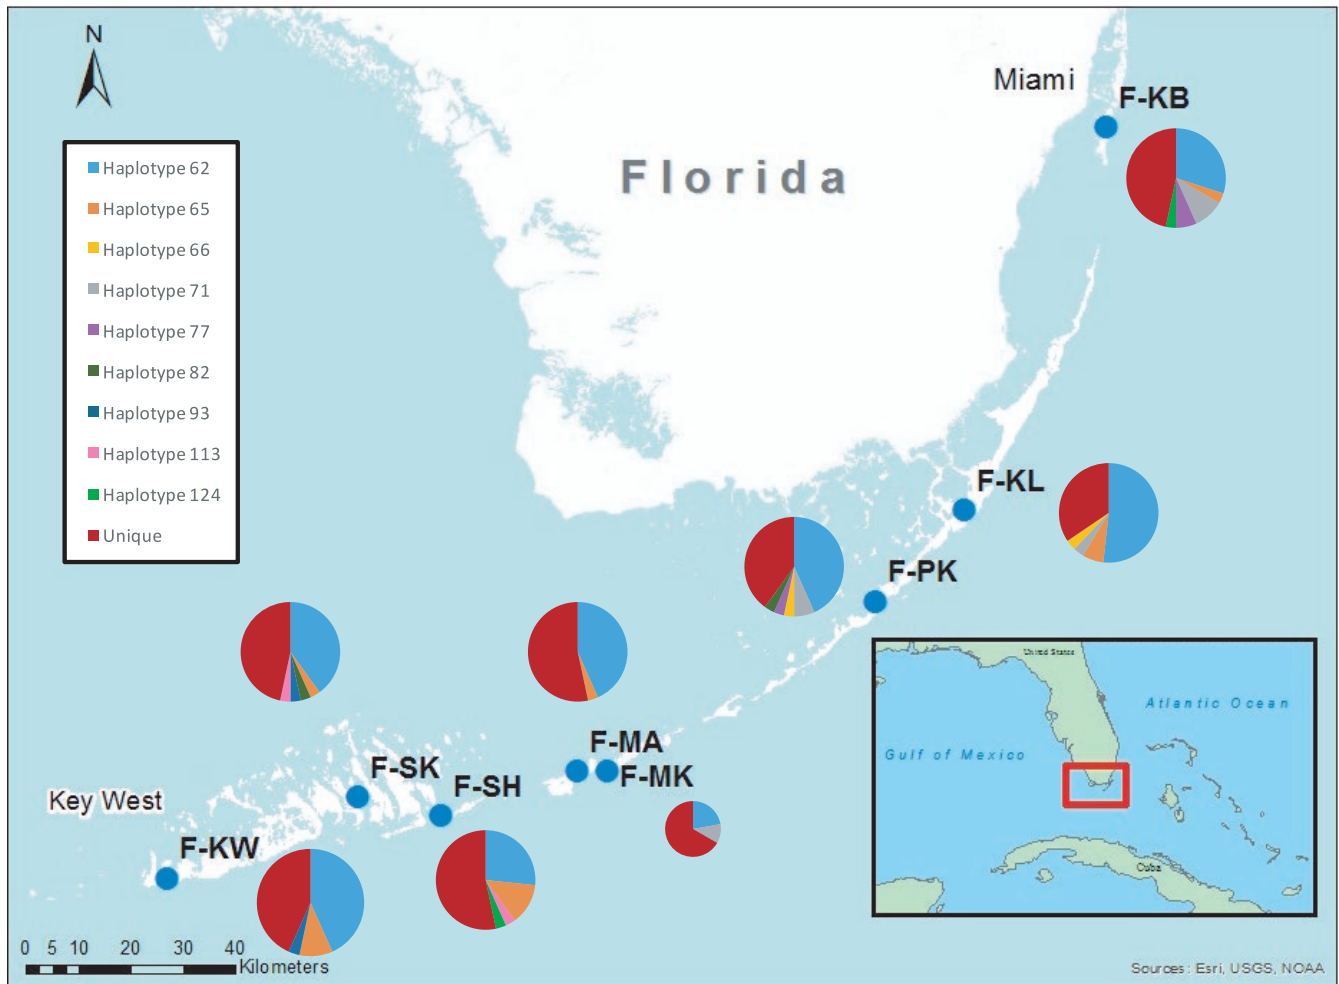 N
Miami
F-KB
Florida
Haplotype 62
Haplotype 65
Haplotype 66
Haplotype 71
Haplotype 77
Haplotype 82
Haplotype 93
Haplotype 113
Haplotype 124
Unique
F-KL
F-PK
F-MA
F-MK
F-SK
F-SH
Key West
F-KW
0 5 10 20 30 40
Kilometers
United States
Atlantic Ocean
Gulf of Mexico
Cuba
Sources: Esri, USGS, NOAA